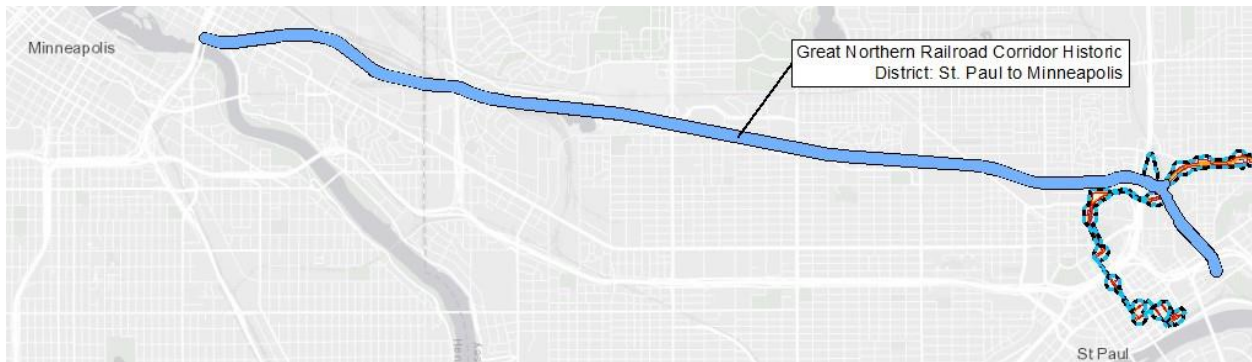 Minneapolis
Great Northern Railroad Corridor Historic
District: St. Paul to Minneapolis
St Paul